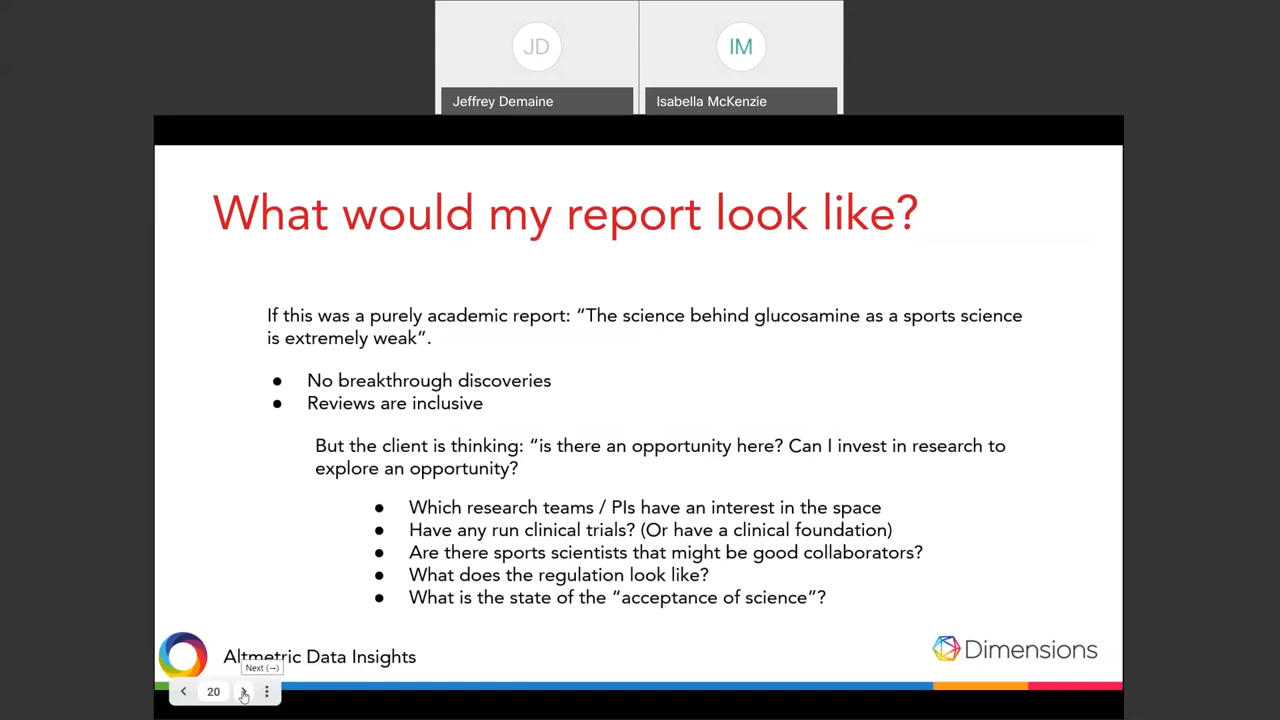 JD
IM
Jeffrey Demaine
Isabella McKenzie
What would my report look like?
If this was a purely academic report: “The science behind glucosamine as a sports science
is extremely weak”.
● No breakthrough discoveries
● Reviews are inclusive
But the client is thinking: “is there an opportunity here? Can I invest in research to
explore an opportunity?
● Which research teams / PIs have an interest in the space
● Have any run clinical trials? (Or have a clinical foundation)
● Are there sports scientists that might be good collaborators?
● What does the regulation look like?
● What is the state of the “acceptance of science”?
Altmetric Data Insights
Dimensions
Next (→)
20